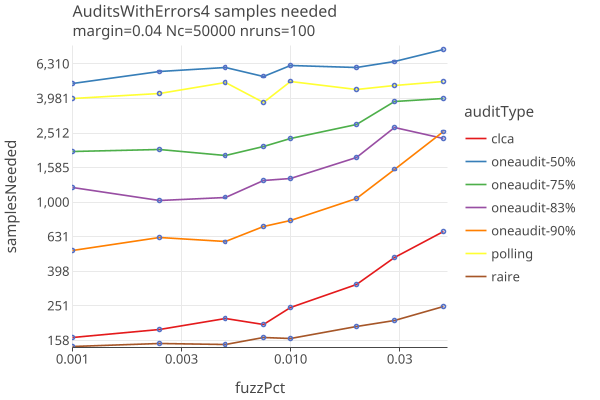 AuditsWithErrors4 samples needed
margin=0.04 Nc=50000 nruns=100
6,310
3,981
2,512
1,585
1,000
631
398
251
158
samplesNeeded
0.001
0.003
0.010
0.03
fuzzPct
auditType
clca
oneaudit-50%
oneaudit-75%
oneaudit-83%
oneaudit-90%
polling
raire